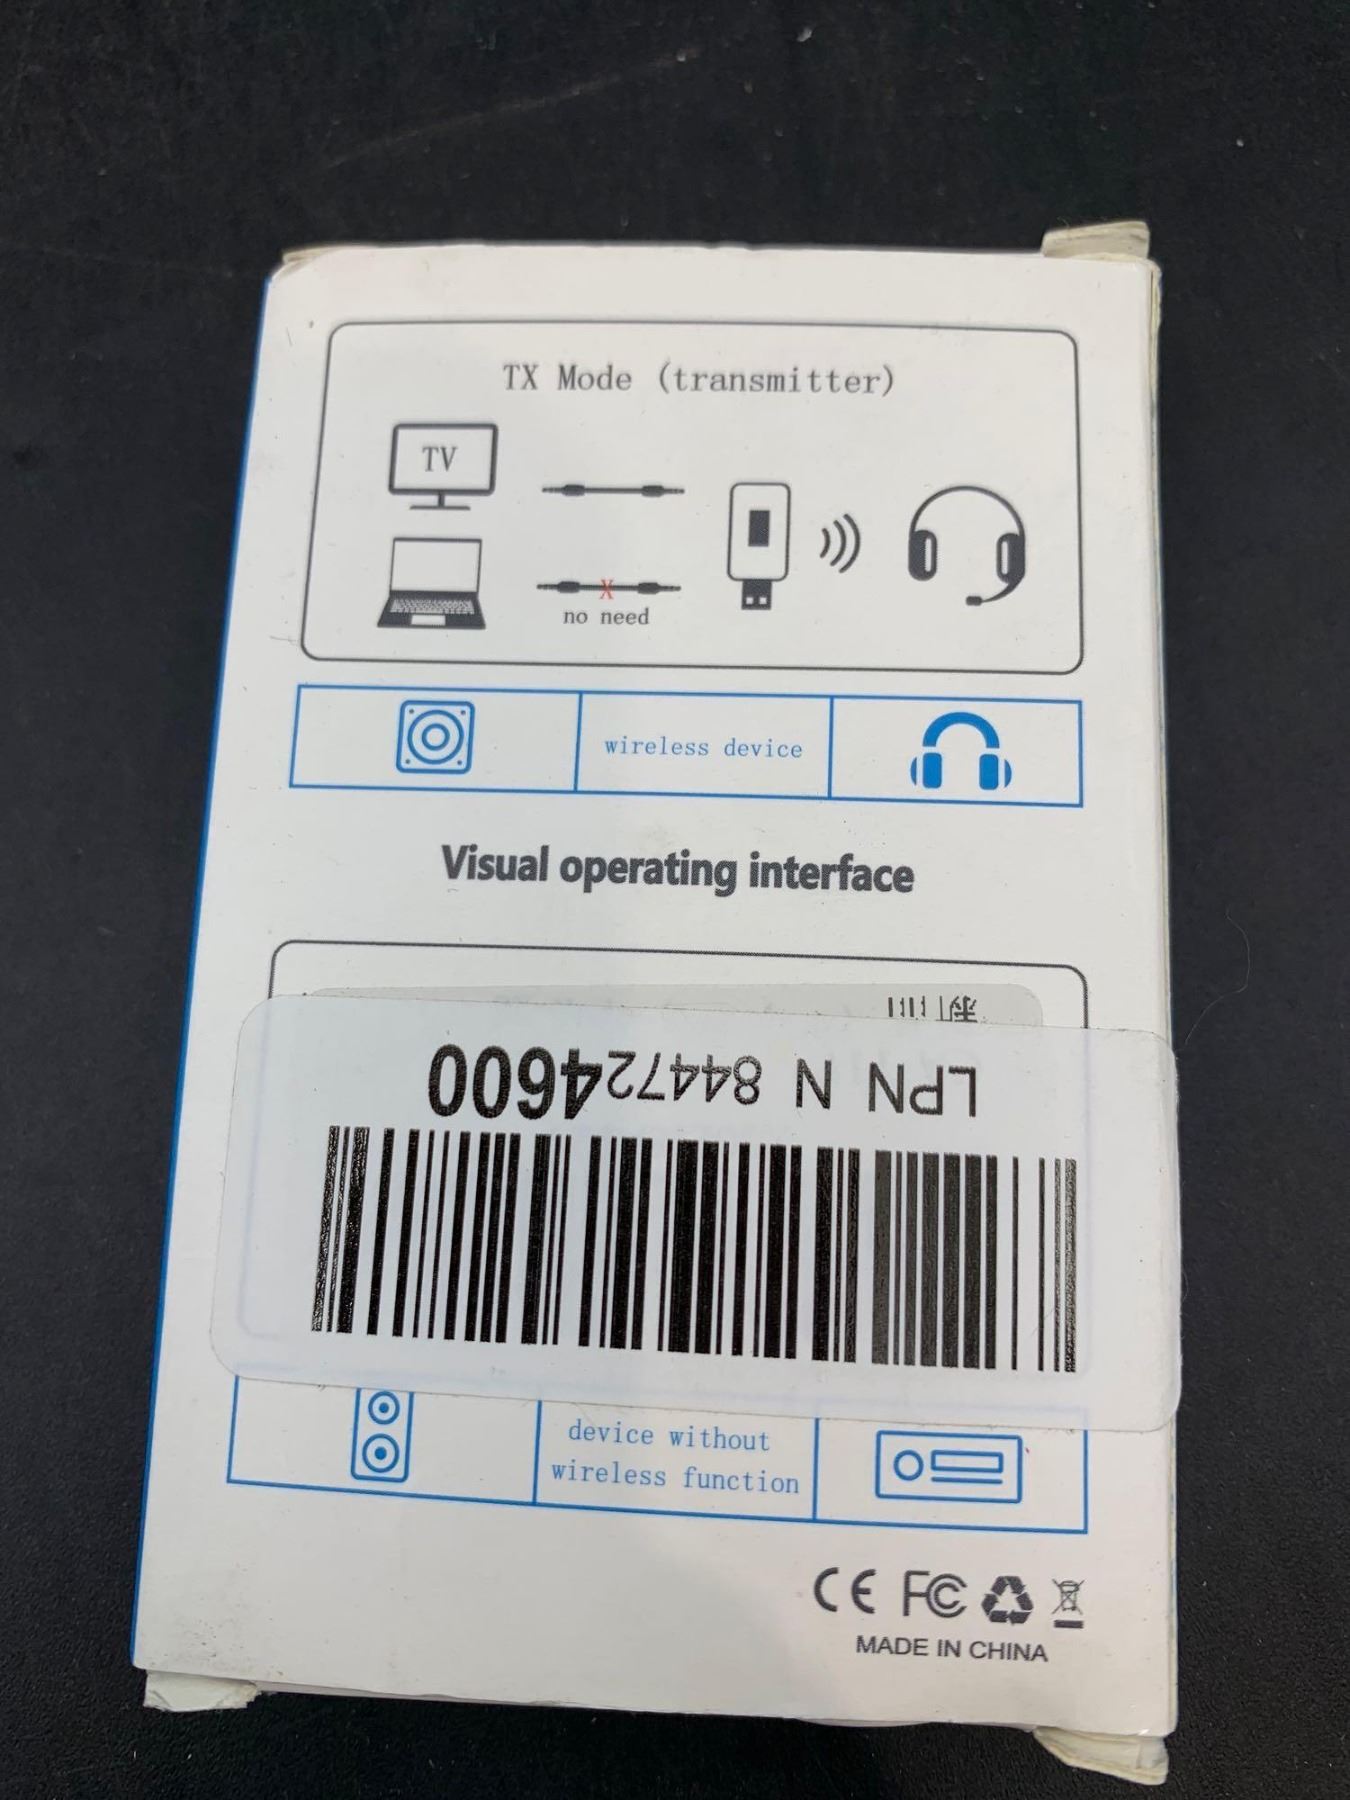 TX Mode (transmitter)
TV
X
no need
wireless device
Visual operating interface
LPN N 844724600
device without
wireless function
CE FC
MADE IN CHINA